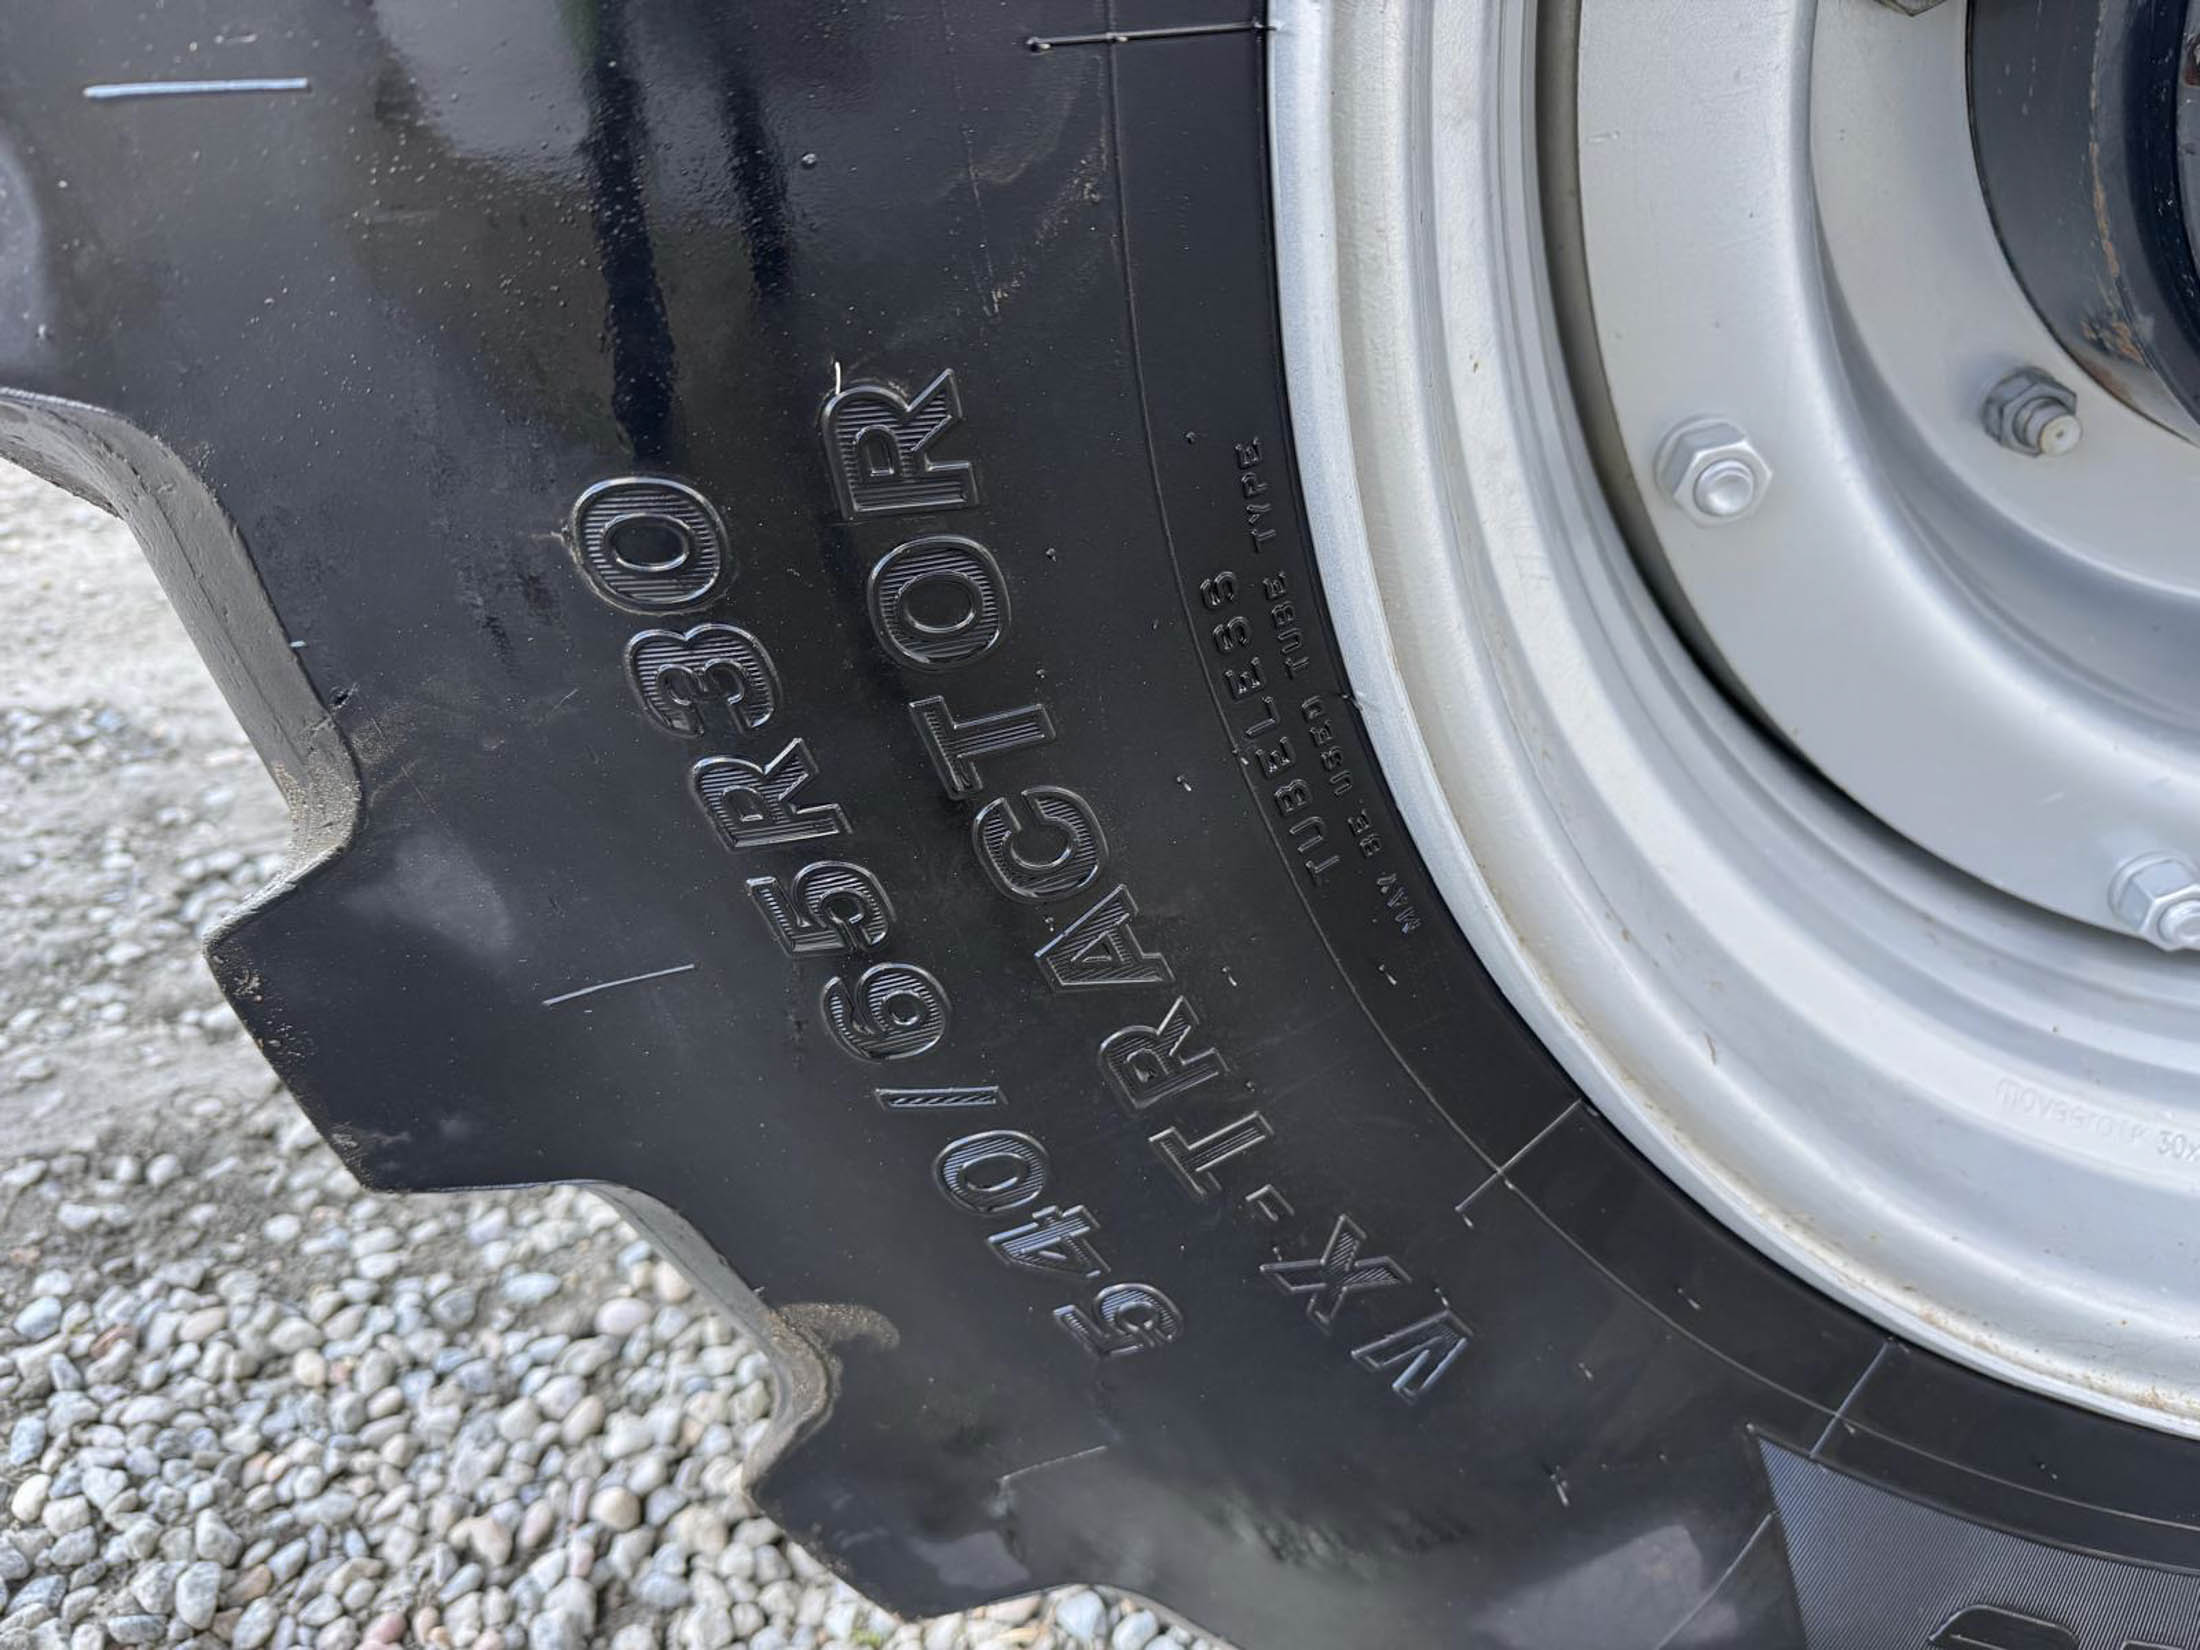 540/65R30
VX-TRACTOR
TUBELESS
MAY BE USED TUBE TYPE